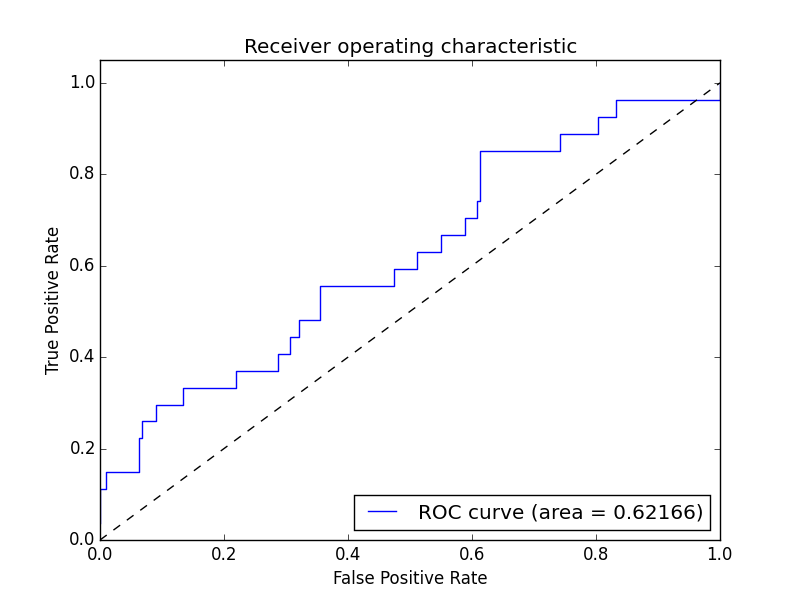 Receiver operating characteristic
1.0
0.8
0.6
0.4
0.2
0.0
True Positive Rate
ROC curve (area = 0.62166)
0.0 0.2 0.4 0.6 0.8 1.0
False Positive Rate